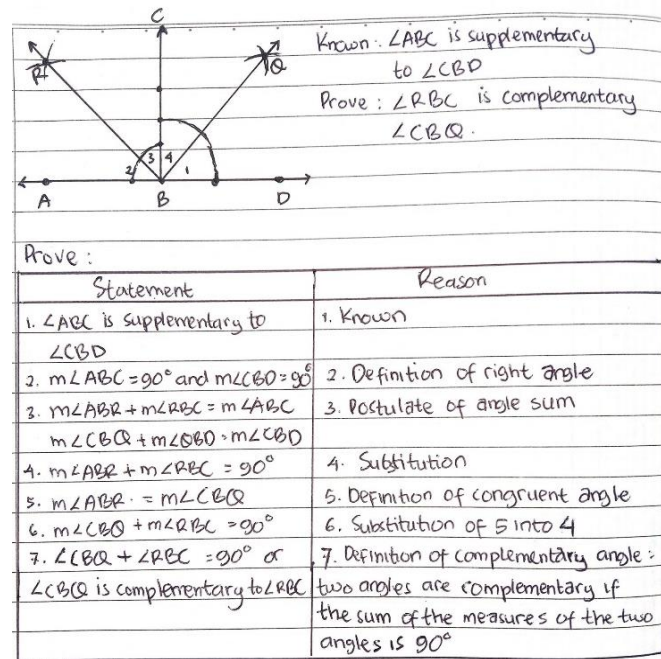 C
R
Q
3 4
2 1
A B D
Known : ∠ABC is supplementary
to ∠CBD
Prove : ∠RBC is complementary
∠CBQ.
Prove :
Statement
Reason
1. ∠ABC is supplementary to
∠CBD
1. Known
2. m∠ABC = 90° and m∠CBD = 90°
2. Definition of right angle
3. m∠ABR + m∠RBC = m∠ABC
m∠CBQ + m∠QBD = m∠CBD
3. Postulate of angle sum
4. m∠ABR + m∠RBC = 90°
4. Substitution
5. m∠ABR = m∠CBQ
5. Definition of congruent angle
6. m∠CBQ + m∠RBC = 90°
6. Substitution of 5 into 4
7. ∠CBQ + ∠RBC = 90° or
∠CBQ is complementary to ∠RBC
7. Definition of complementary angle :
two angles are complementary if
the sum of the measures of the two
angles is 90°